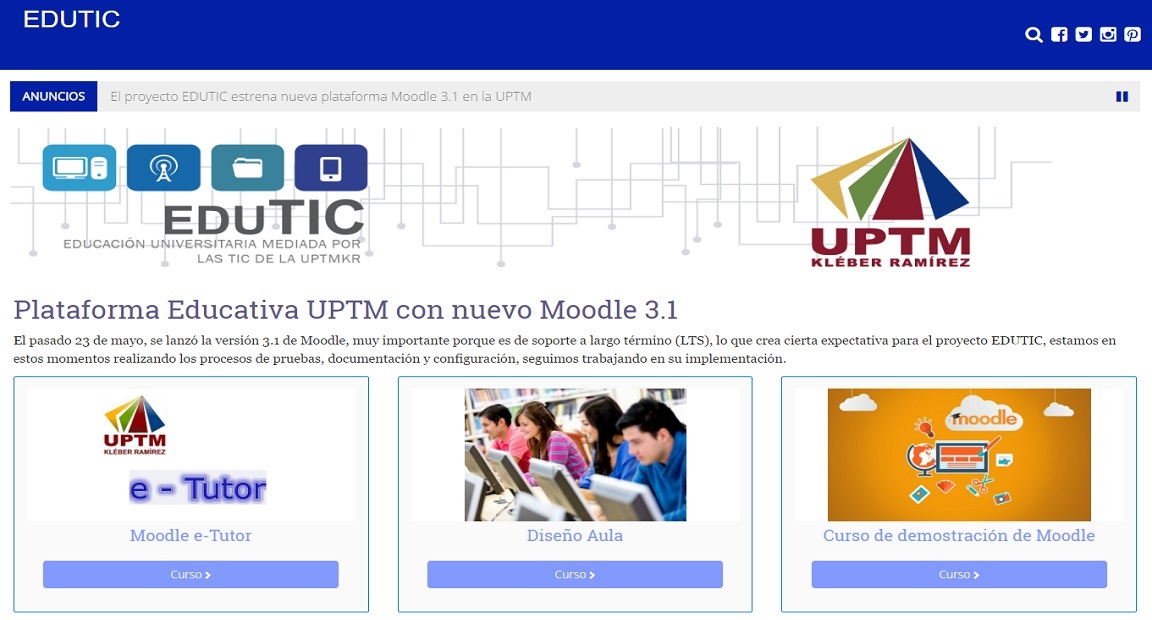 EDUTIC
ANUNCIOS El proyecto EDUTIC estrena nueva plataforma Moodle 3.1 en la UPTM
EDUTIC
EDUCACIÓN UNIVERSITARIA MEDIADA POR
LAS TIC DE LA UPTMKR
UPTM
KLÉBER RAMÍREZ
Plataforma Educativa UPTM con nuevo Moodle 3.1
El pasado 23 de mayo, se lanzó la versión 3.1 de Moodle, muy importante porque es de soporte a largo término (LTS), lo que crea cierta expectativa para el proyecto EDUTIC, estamos en
estos momentos realizando los procesos de pruebas, documentación y configuración, seguimos trabajando en su implementación.
UPTM
KLÉBER RAMÍREZ
e - Tutor
Moodle e-Tutor
Curso
Diseño Aula
Curso
moodle
Curso de demostración de Moodle
Curso